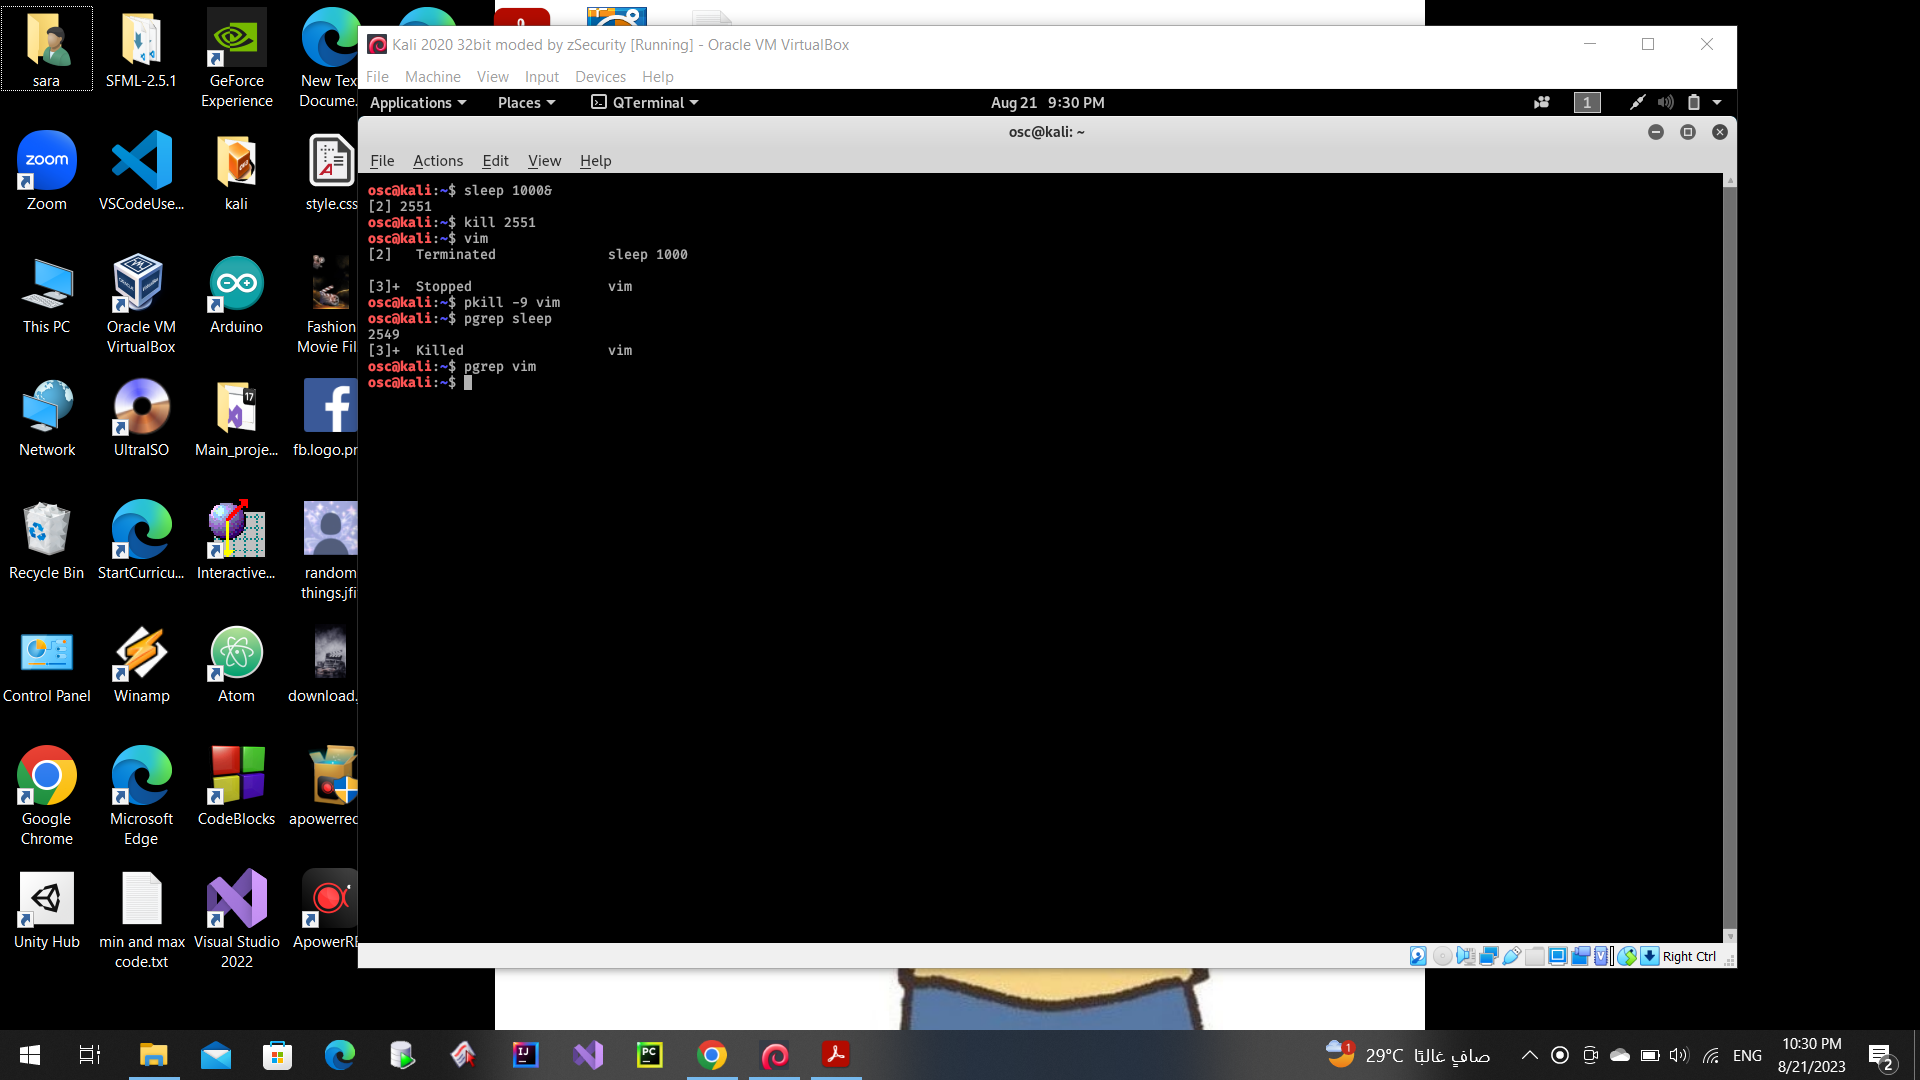 Kali 2020 32bit moded by zSecurity [Running] - Oracle VM VirtualBox
File Machine View Input Devices Help
Applications Places QTerminal Aug 21 9:30 PM 1
osc@kali: ~
File Actions Edit View Help
osc@kali:~$ sleep 1000&
[2] 2551
osc@kali:~$ kill 2551
osc@kali:~$ vim
[2]   Terminated              sleep 1000
[3]+  Stopped                 vim
osc@kali:~$ pkill -9 vim
osc@kali:~$ pgrep sleep
2549
[3]+  Killed                  vim
osc@kali:~$ pgrep vim
osc@kali:~$
Right Ctrl
sara
SFML-2.5.1
GeForce
Experience
New Tex
Docume.
zoom
Zoom
VSCodeUse...
kali
style.css
This PC
Oracle VM
VirtualBox
Arduino
Fashion
Movie Fil.
Network
UltraISO
17
Main_proje...
fb.logo.pr
Recycle Bin
StartCurricu...
Interactive...
random
things.jfi
Control Panel
Winamp
Atom
download.
Google
Chrome
Microsoft
Edge
CodeBlocks
apowerrec
Unity Hub
min and max
code.txt
Visual Studio
2022
ApowerRE
IJ
PC
1
29°C صافٍ غالبًا
ENG
10:30 PM
8/21/2023
2